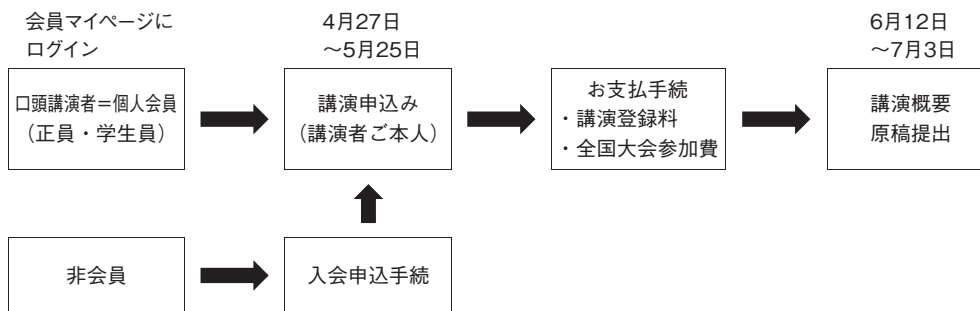 会員マイページに
ログイン
4月27日
～5月25日
6月12日
～7月3日
口頭講演者＝個人会員
（正員・学生員）
講演申込み
（講演者ご本人）
お支払手続
・講演登録料
・全国大会参加費
講演概要
原稿提出
非会員
入会申込手続